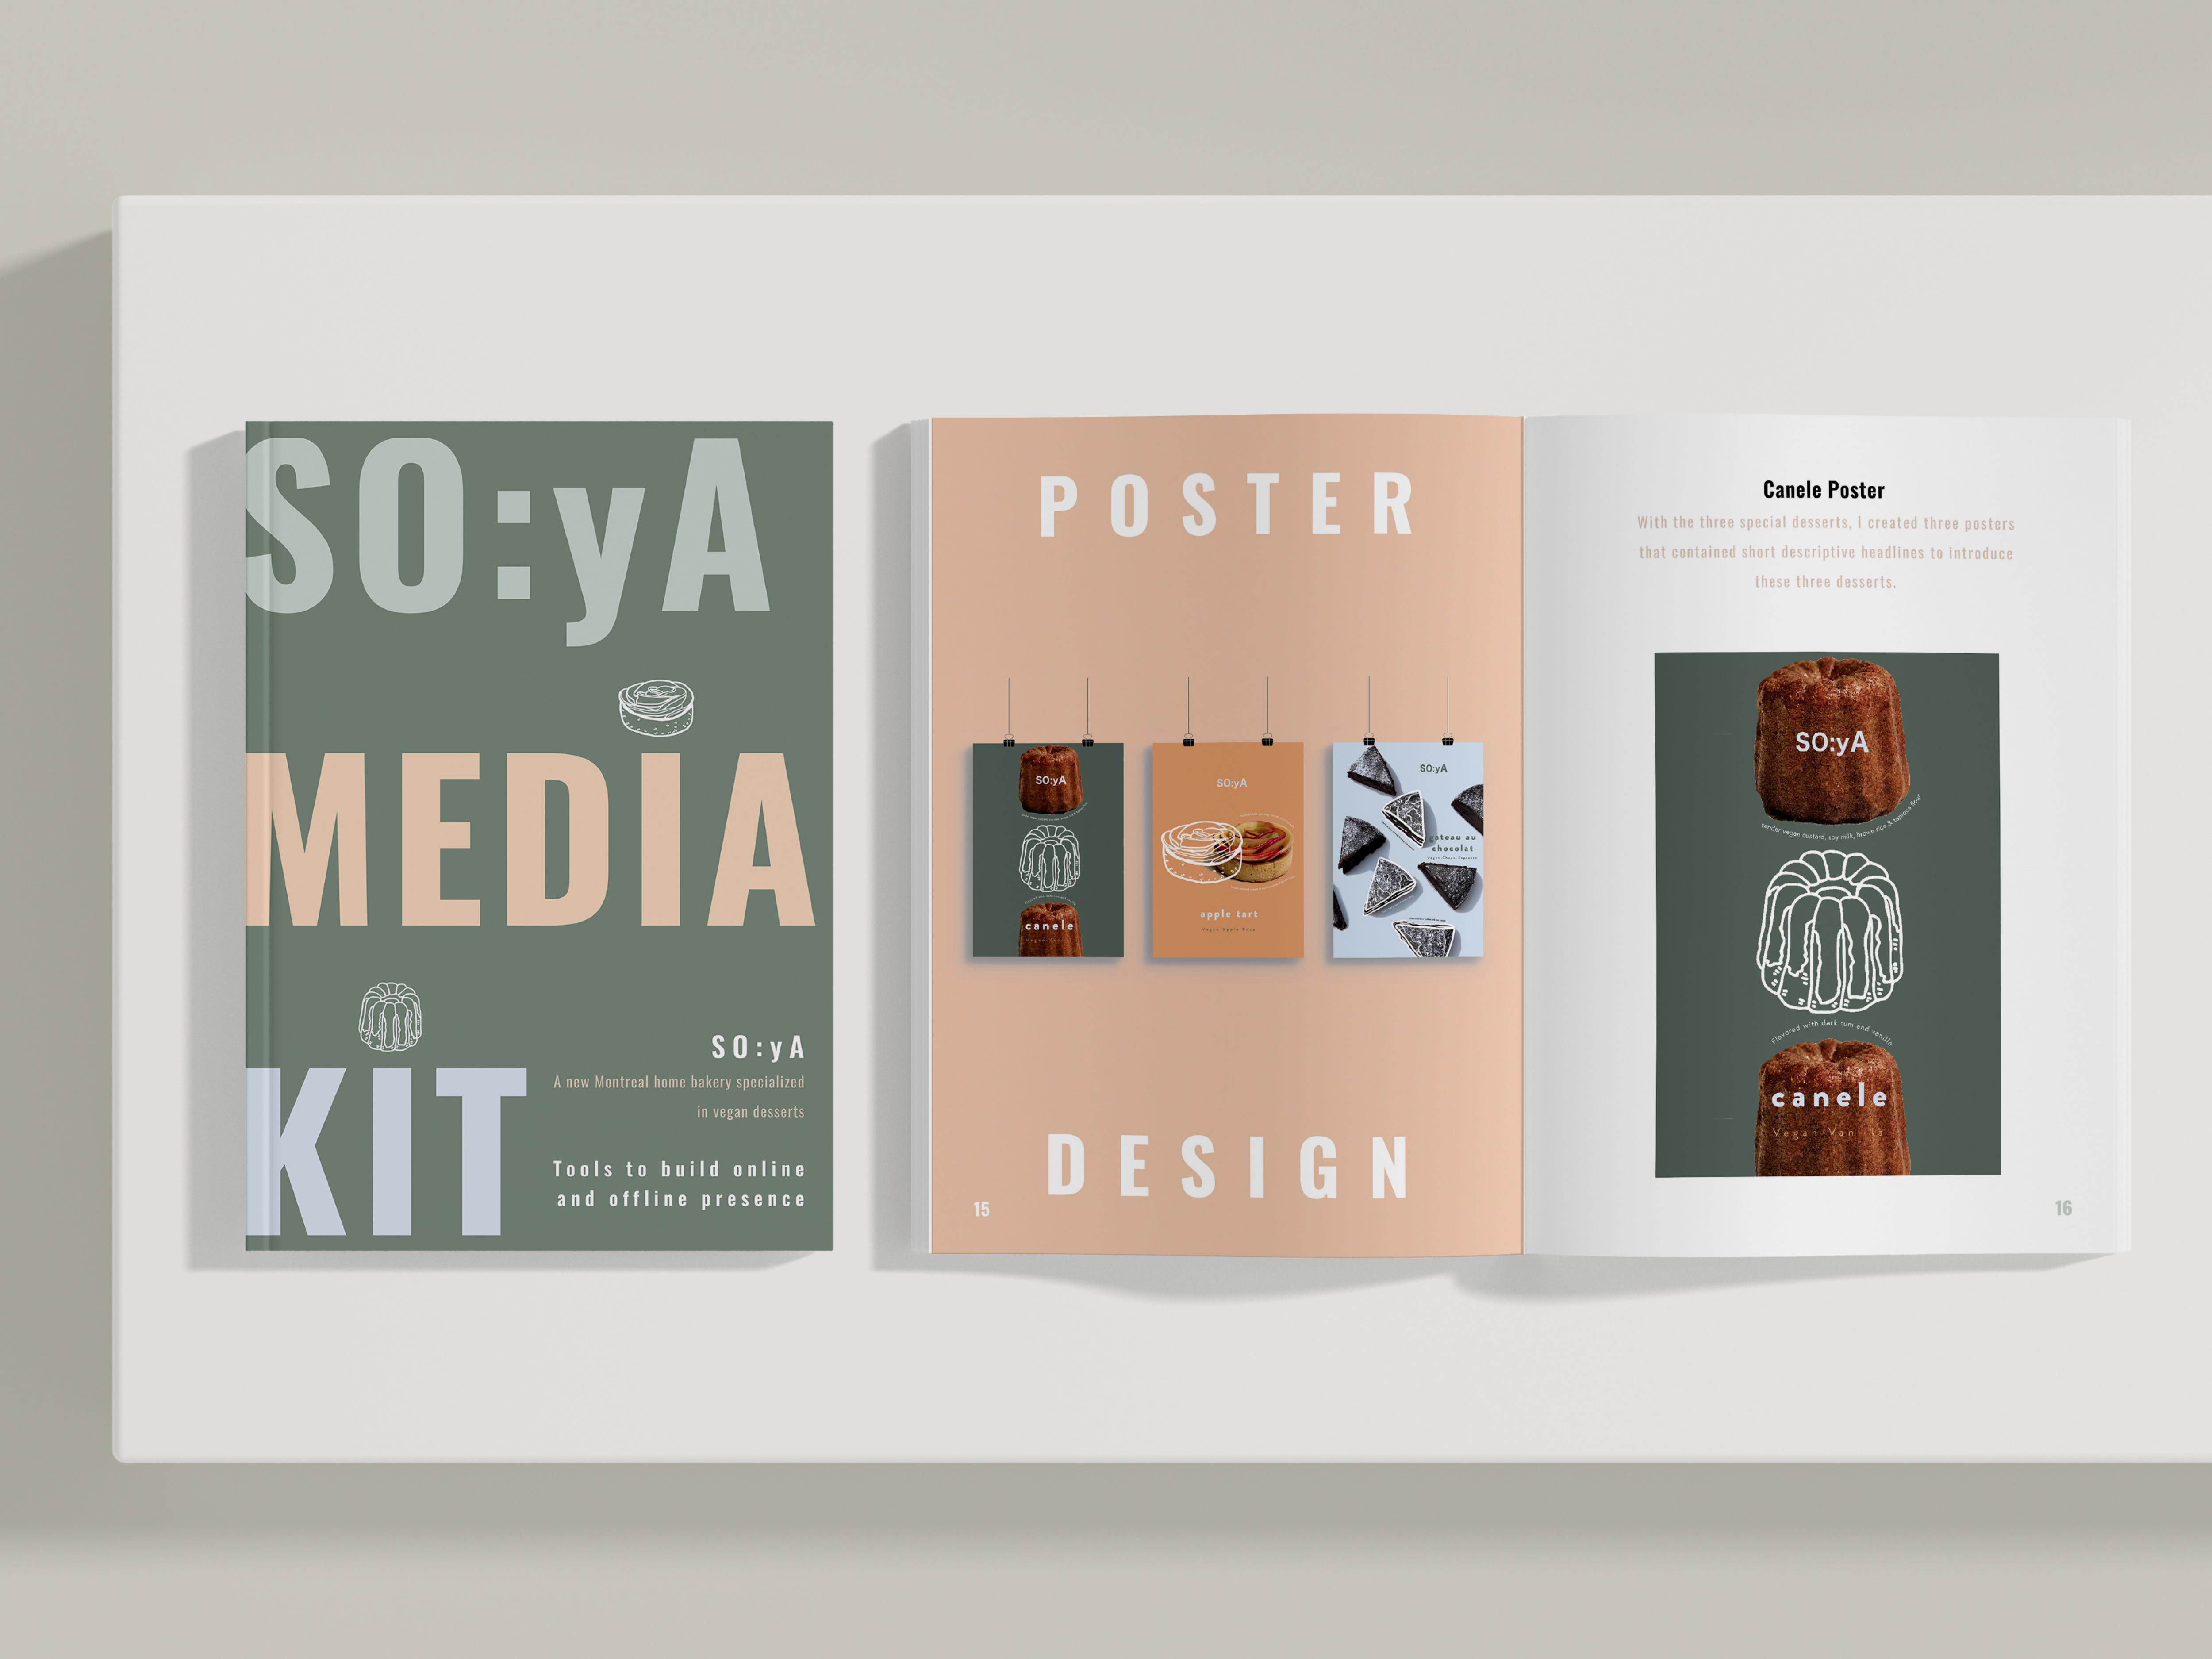 SO:yA
MEDIA
KIT
SO:yA
A new Montreal home bakery specialized
in vegan desserts
Tools to build online
and offline presence
POSTER
SO:yA
canele
SO:yA
apple tart
Vegan Apple Rose
SO:yA
gateau au
chocolat
DESIGN
15
Canele Poster
With the three special desserts, I created three posters
that contained short descriptive headlines to introduce
these three desserts.
SO:yA
tender vegan custard, soy milk, brown rice & tapioca flour
Flavored with dark rum and vanilla
canele
Vegan Vanilla
16